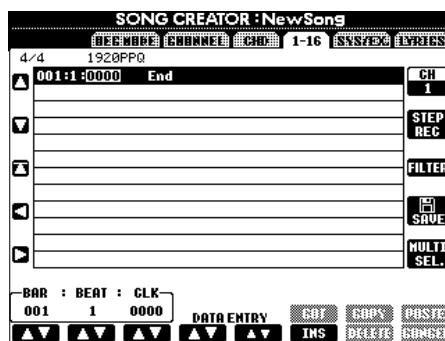 SONG CREATOR : NewSong
REC MODE CHANNEL CHD 1-16 SYS/EX. LYRICS
4/4 1920PPQ
001:1:0000 End
CH
1
STEP
REC
FILTER
SAVE
MULTI
SEL.
BAR : BEAT : CLK
001 1 0000
DATA ENTRY
CUT COPY PASTE
INS DELETE CANCEL